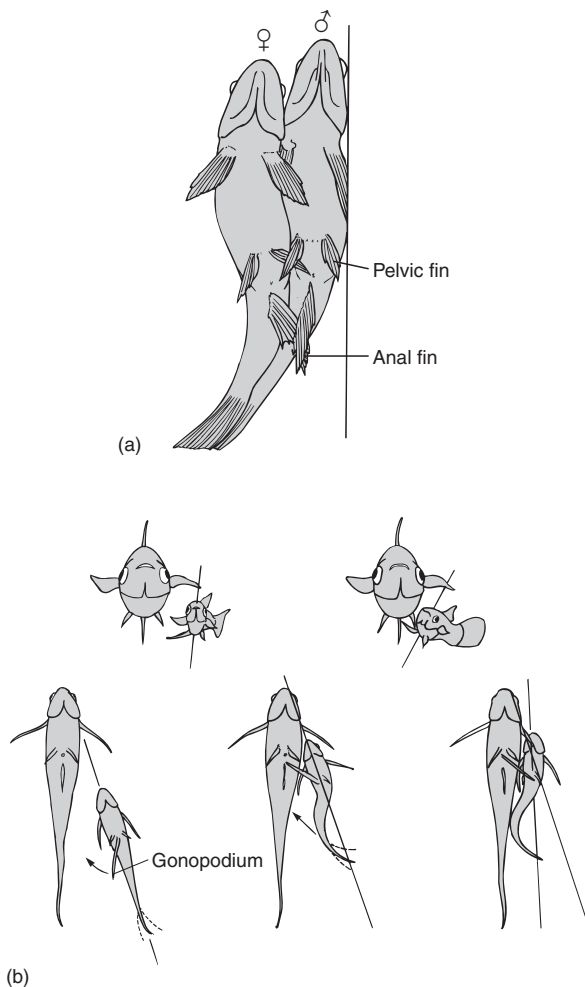 ♀ ♂
Pelvic fin
Anal fin
(a)
Gonopodium
(b)